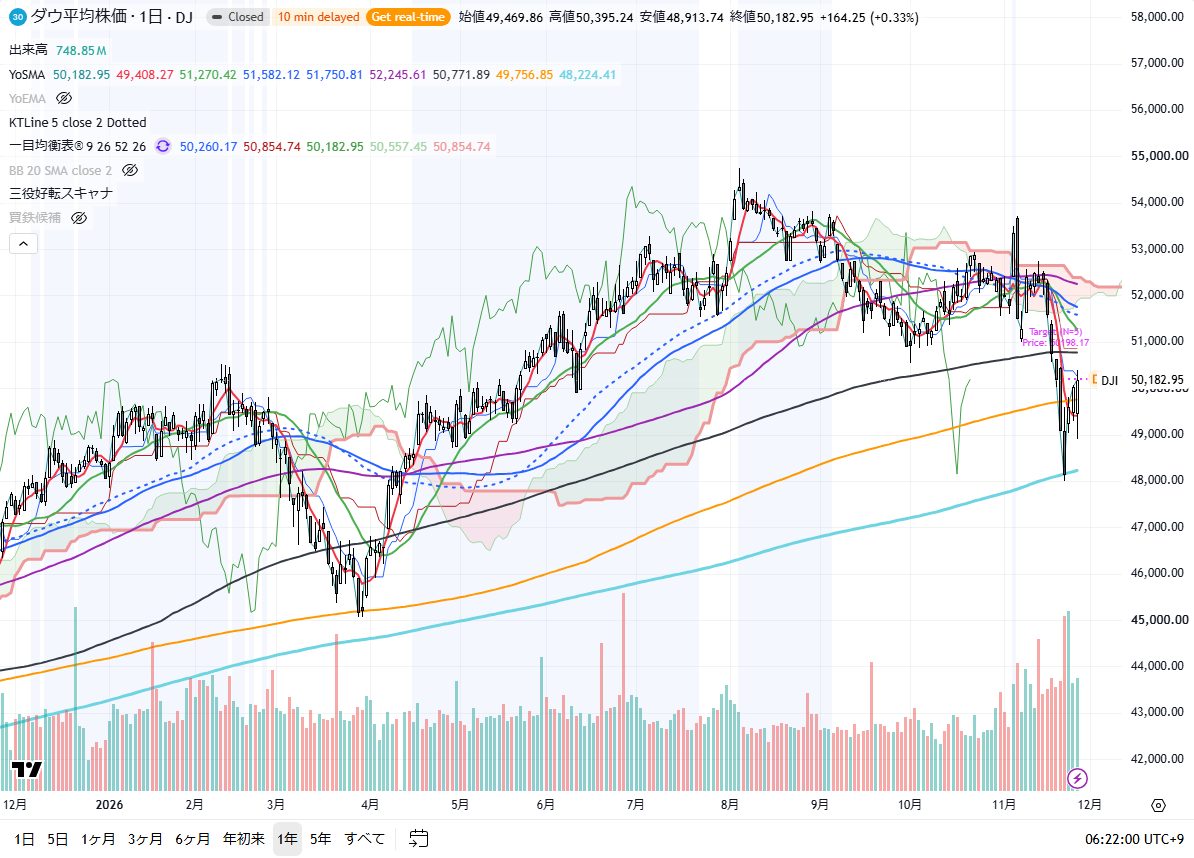 30 ダウ平均株価 · 1日 · DJ Closed 10 min delayed Get real-time 始値49,469.86 高値50,395.24 安値48,913.74 終値50,182.95 +164.25 (+0.33%)
出来高 748.85M
YoSMA 50,182.95 49,408.27 51,270.42 51,582.12 51,750.81 52,245.61 50,771.89 49,756.85 48,224.41
YoEMA
KTLine 5 close 2 Dotted
一目均衡表® 9 26 52 26 50,260.17 50,854.74 50,182.95 50,557.45 50,854.74
BB 20 SMA close 2
三役好転スキャナ
買鉄候補
58,000.00
57,000.00
56,000.00
55,000.00
54,000.00
53,000.00
52,000.00
51,000.00
Target (N=5)
Price: 50198.17
DJI 50,182.95
49,000.00
48,000.00
47,000.00
46,000.00
45,000.00
44,000.00
43,000.00
42,000.00
12月 2026 2月 3月 4月 5月 6月 7月 8月 9月 10月 11月 12月
1日 5日 1ヶ月 3ヶ月 6ヶ月 年初来 1年 5年 すべて 06:22:00 UTC+9